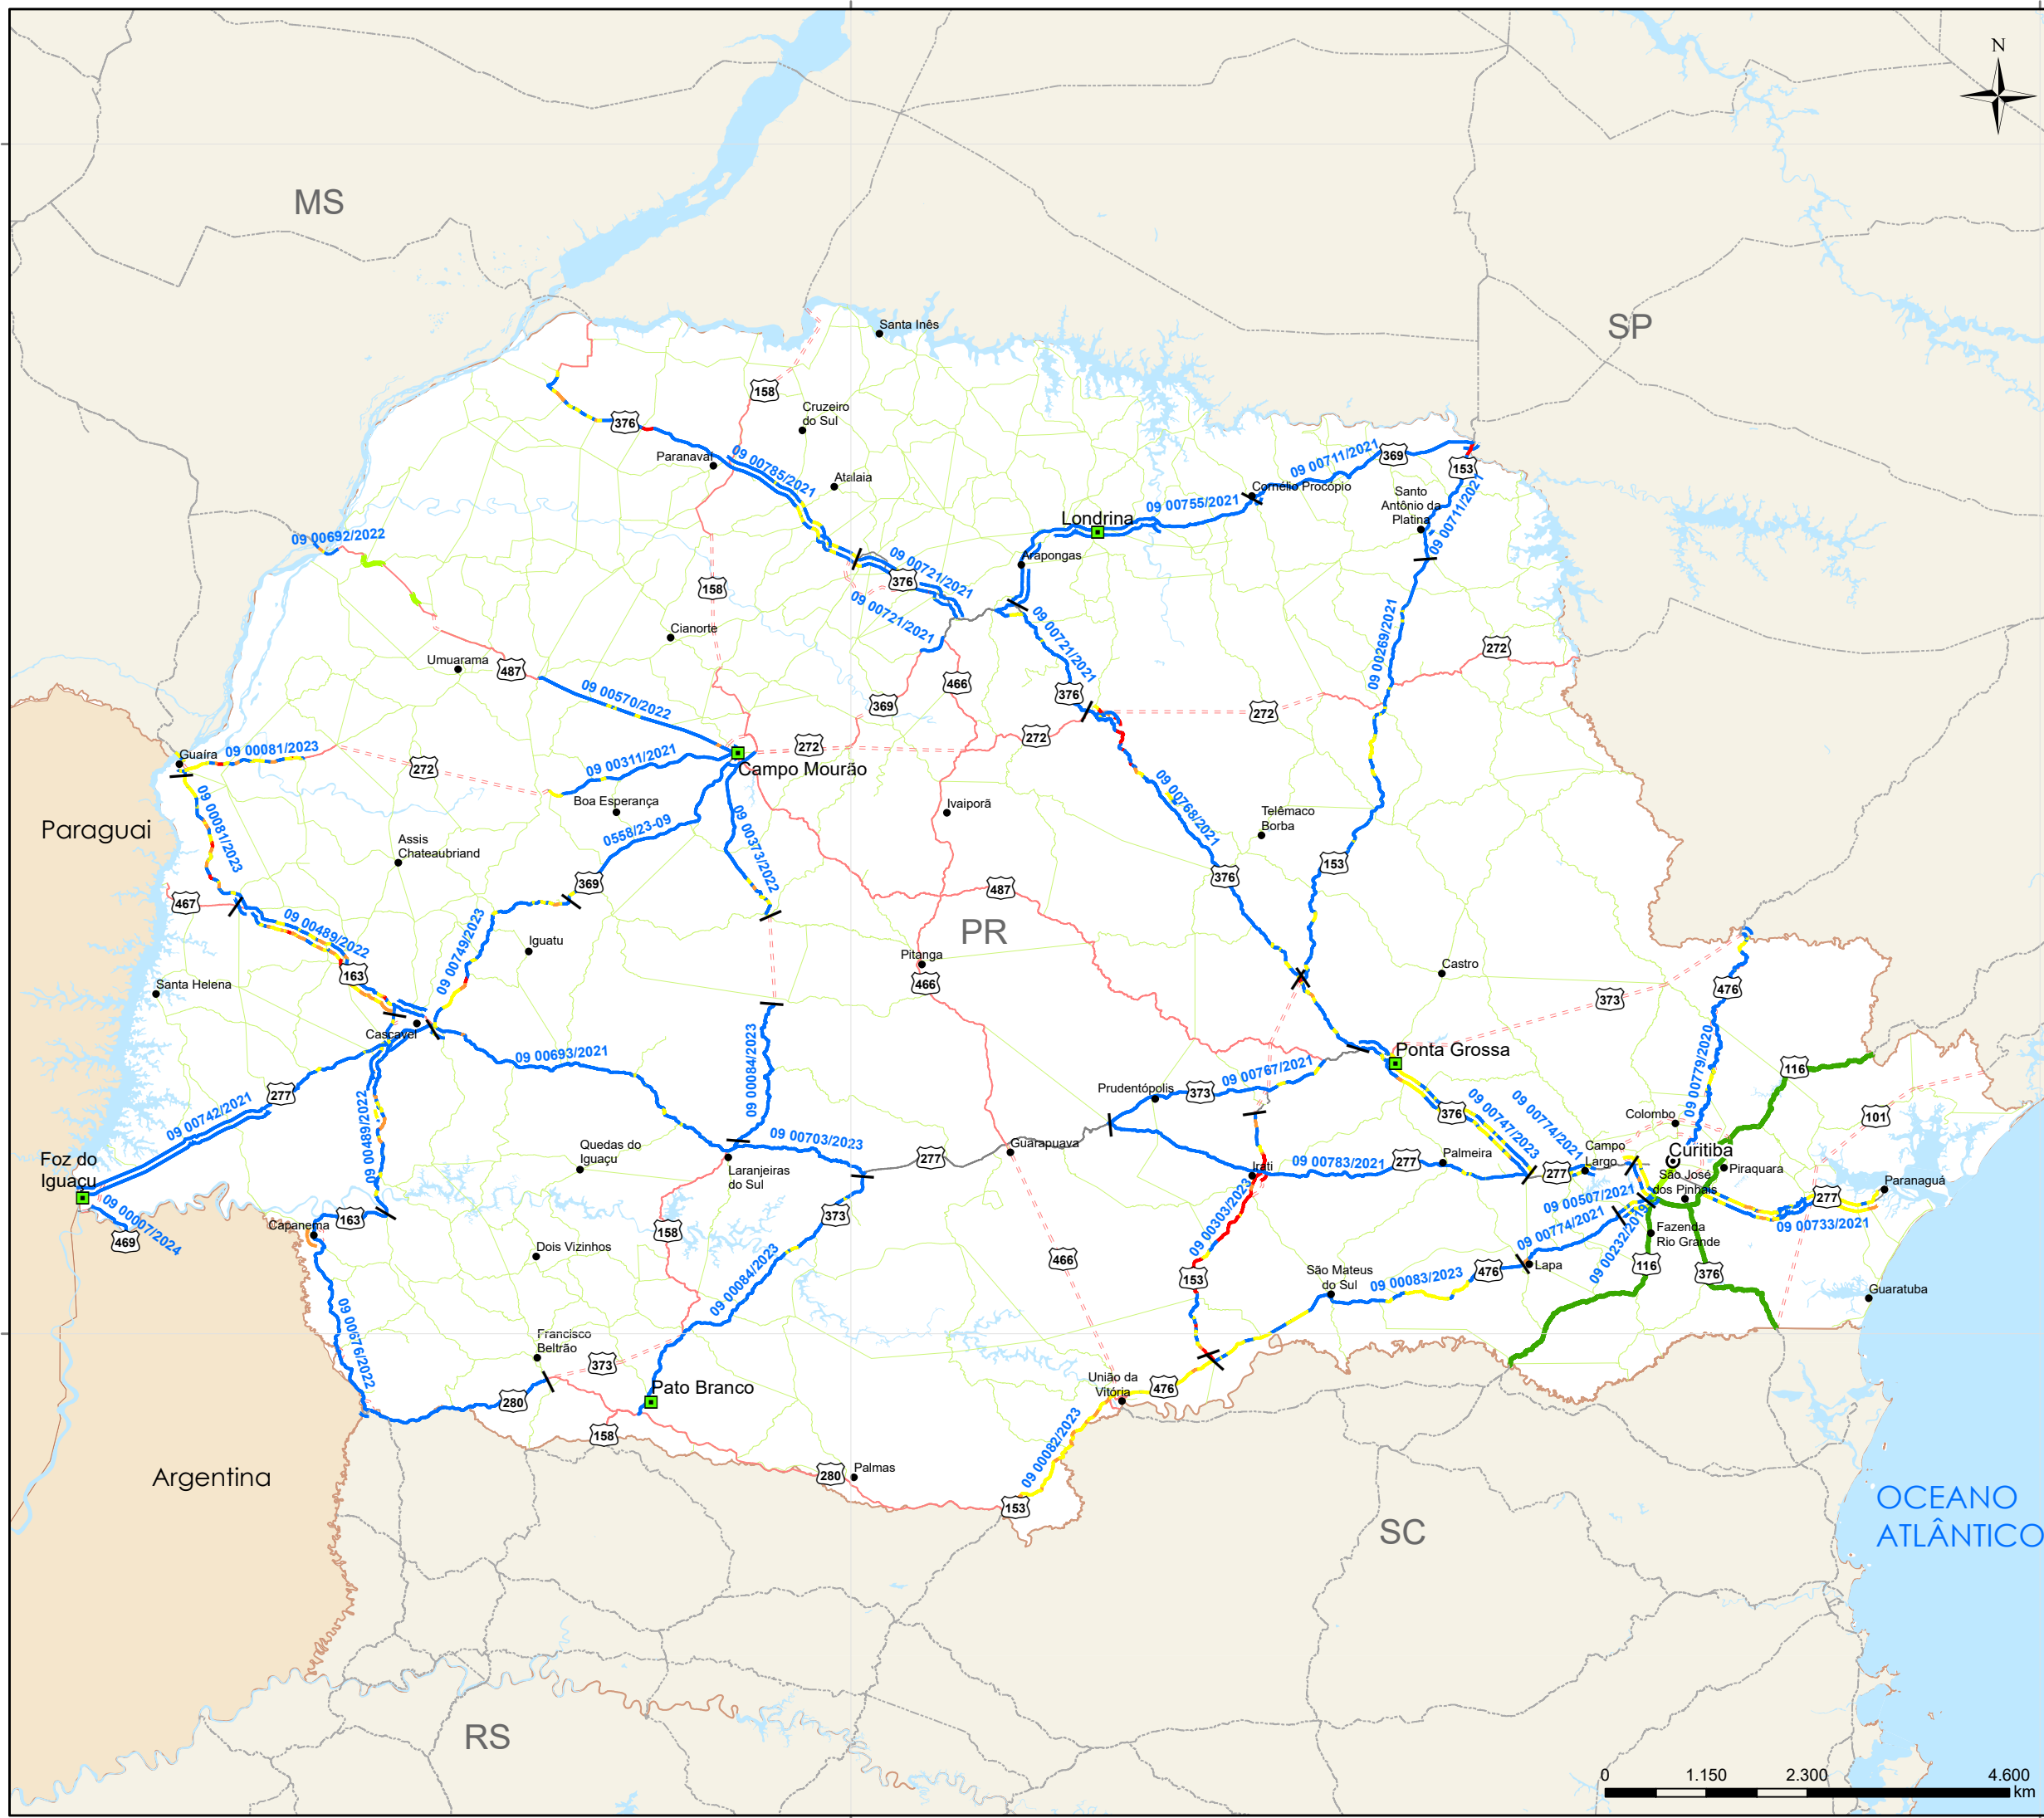 N
MS
SP
Santa Inês
158
Cruzeiro
do Sul
376
Paranavaí
09 00785/2021
Atalaia
09 00711/2021
369
153
Cornélio Procópio
Santo
Antônio da
Platina
09 00711/2021
09 00755/2021
Londrina
09 00692/2022
Arapongas
09 00721/2021
376
158
09 00721/2021
09 00721/2021
Cianorte
09 00269/2021
272
Umuarama
487
466
376
09 00570/2022
369
272
272
272
Guaíra
09 00081/2023
272
09 00311/2021
Campo Mourão
09 00768/2021
Boa Esperança
Ivaiporã
Telêmaco
Borba
09 00081/2023
Paraguai
0558/23-09
09 00373/2022
Assis
Chateaubriand
153
369
376
487
467
09 00489/2022
PR
09 00749/2023
Iguatu
Pitanga
466
Castro
163
Santa Helena
373
476
Cascavel
09 00693/2021
09 00084/2023
Ponta Grossa
09 00779/2020
116
Prudentópolis
373
09 00767/2021
277
09 00742/2021
09 00489/2022
376
09 00747/2023
09 00774/2021
Colombo
101
09 00703/2023
Guarapuava
277
Quedas do
Iguaçu
Laranjeiras
do Sul
Foz do
Iguaçu
Irati
09 00783/2021
277
Palmeira
277
Campo
Largo
Curitiba
Piraquara
São José
dos Pinhais
Paranaguá
277
09 00733/2021
09 00507/2021
09 00774/2021
09 00232/2019
09 00007/2024
469
Capanema
163
373
158
09 00303/2023
Fazenda
Rio Grande
Dois Vizinhos
09 00084/2023
466
153
São Mateus
do Sul
09 00083/2023
476
Lapa
116
376
Guaratuba
09 00676/2022
Francisco
Beltrão
373
280
Pato Branco
União da
Vitória
476
158
09 00082/2023
280
Palmas
153
Argentina
OCEANO
ATLÂNTICO
SC
RS
0
1.150
2.300
4.600
km